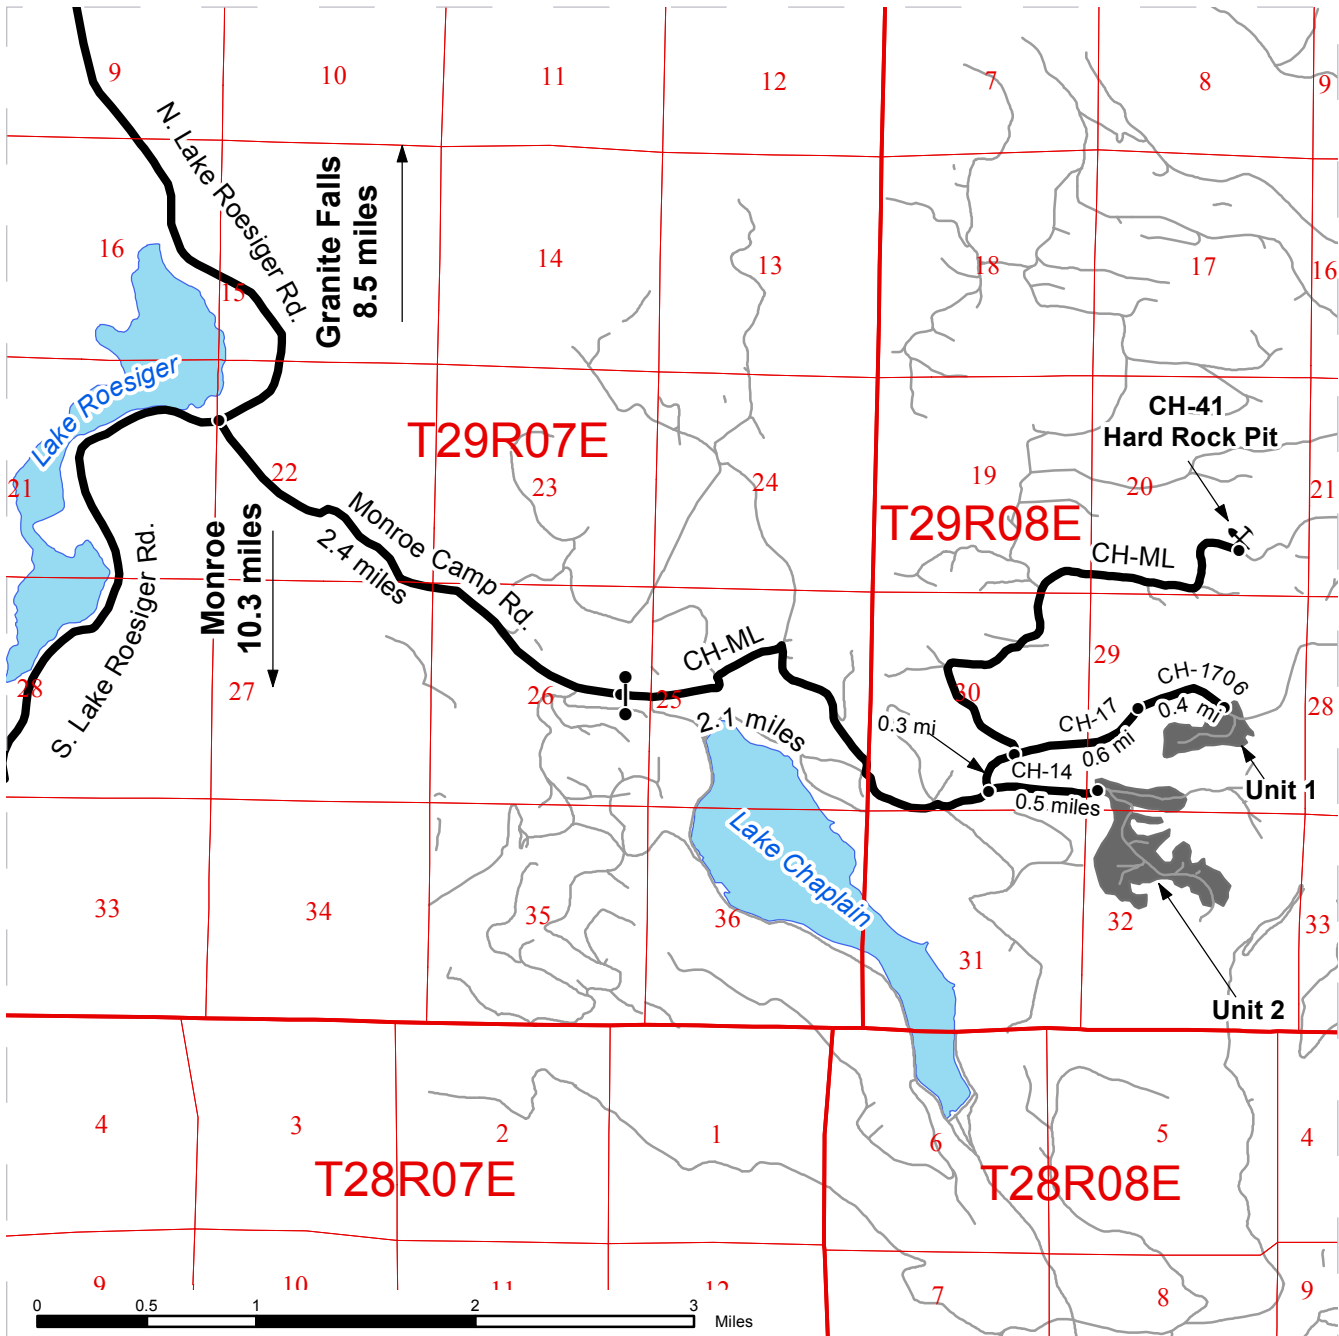 9
10
11
12
7
8
9
N. Lake Roesiger Rd.
Granite Falls
8.5 miles
16
15
14
13
18
17
16
Lake Roesiger
T29R07E
CH-41
Hard Rock Pit
21
22
23
24
19
20
21
T29R08E
Monroe
10.3 miles
Monroe Camp Rd.
2.4 miles
S. Lake Roesiger Rd.
CH-ML
CH-ML
28
27
26
25
30
29
28
2.1 miles
0.3 mi
CH-17
0.6 mi
CH-1706
0.4 mi
CH-14
0.5 miles
Unit 1
Lake Chaplain
33
34
35
36
31
32
33
Unit 2
4
3
2
1
6
5
4
T28R07E
T28R08E
9
10
11
12
7
8
9
0
0.5
1
2
3
Miles